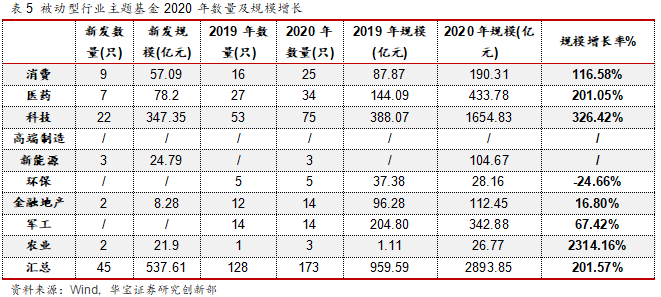 表 5 被动型行业主题基金 2020 年数量及规模增长
新发数量(只) 新发规模(亿元) 2019 年数量(只) 2020 年数量(只) 2019 年规模(亿元) 2020 年规模(亿元) 规模增长率%
消费 9 57.09 16 25 87.87 190.31 116.58%
医药 7 78.2 27 34 144.09 433.78 201.05%
科技 22 347.35 53 75 388.07 1654.83 326.42%
高端制造 / / / / / / /
新能源 3 24.79 / 3 / 104.67 /
环保 / / 5 5 37.38 28.16 -24.66%
金融地产 2 8.28 12 14 96.28 112.45 16.80%
军工 / / 14 14 204.80 342.88 67.42%
农业 2 21.9 1 3 1.11 26.77 2314.16%
汇总 45 537.61 128 173 959.59 2893.85 201.57%
资料来源：Wind，华宝证券研究创新部